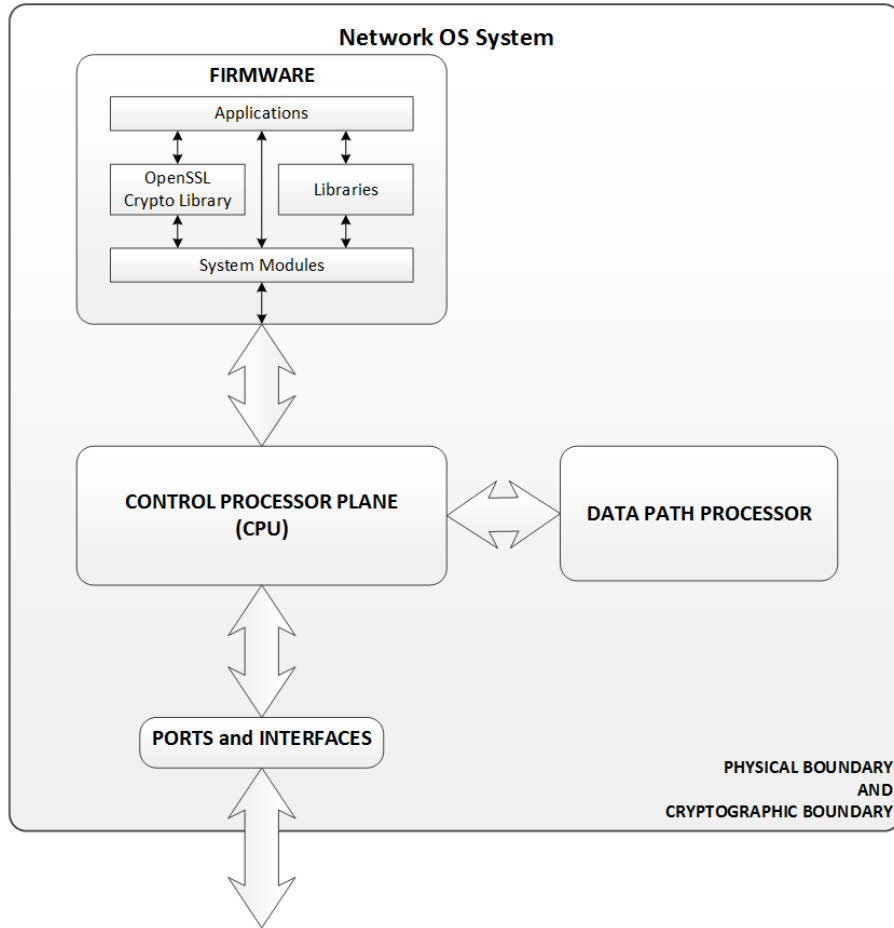 Network OS System
FIRMWARE
Applications
OpenSSL
Crypto Library
Libraries
System Modules
CONTROL PROCESSOR PLANE
(CPU)
DATA PATH PROCESSOR
PORTS and INTERFACES
PHYSICAL BOUNDARY
AND
CRYPTOGRAPHIC BOUNDARY